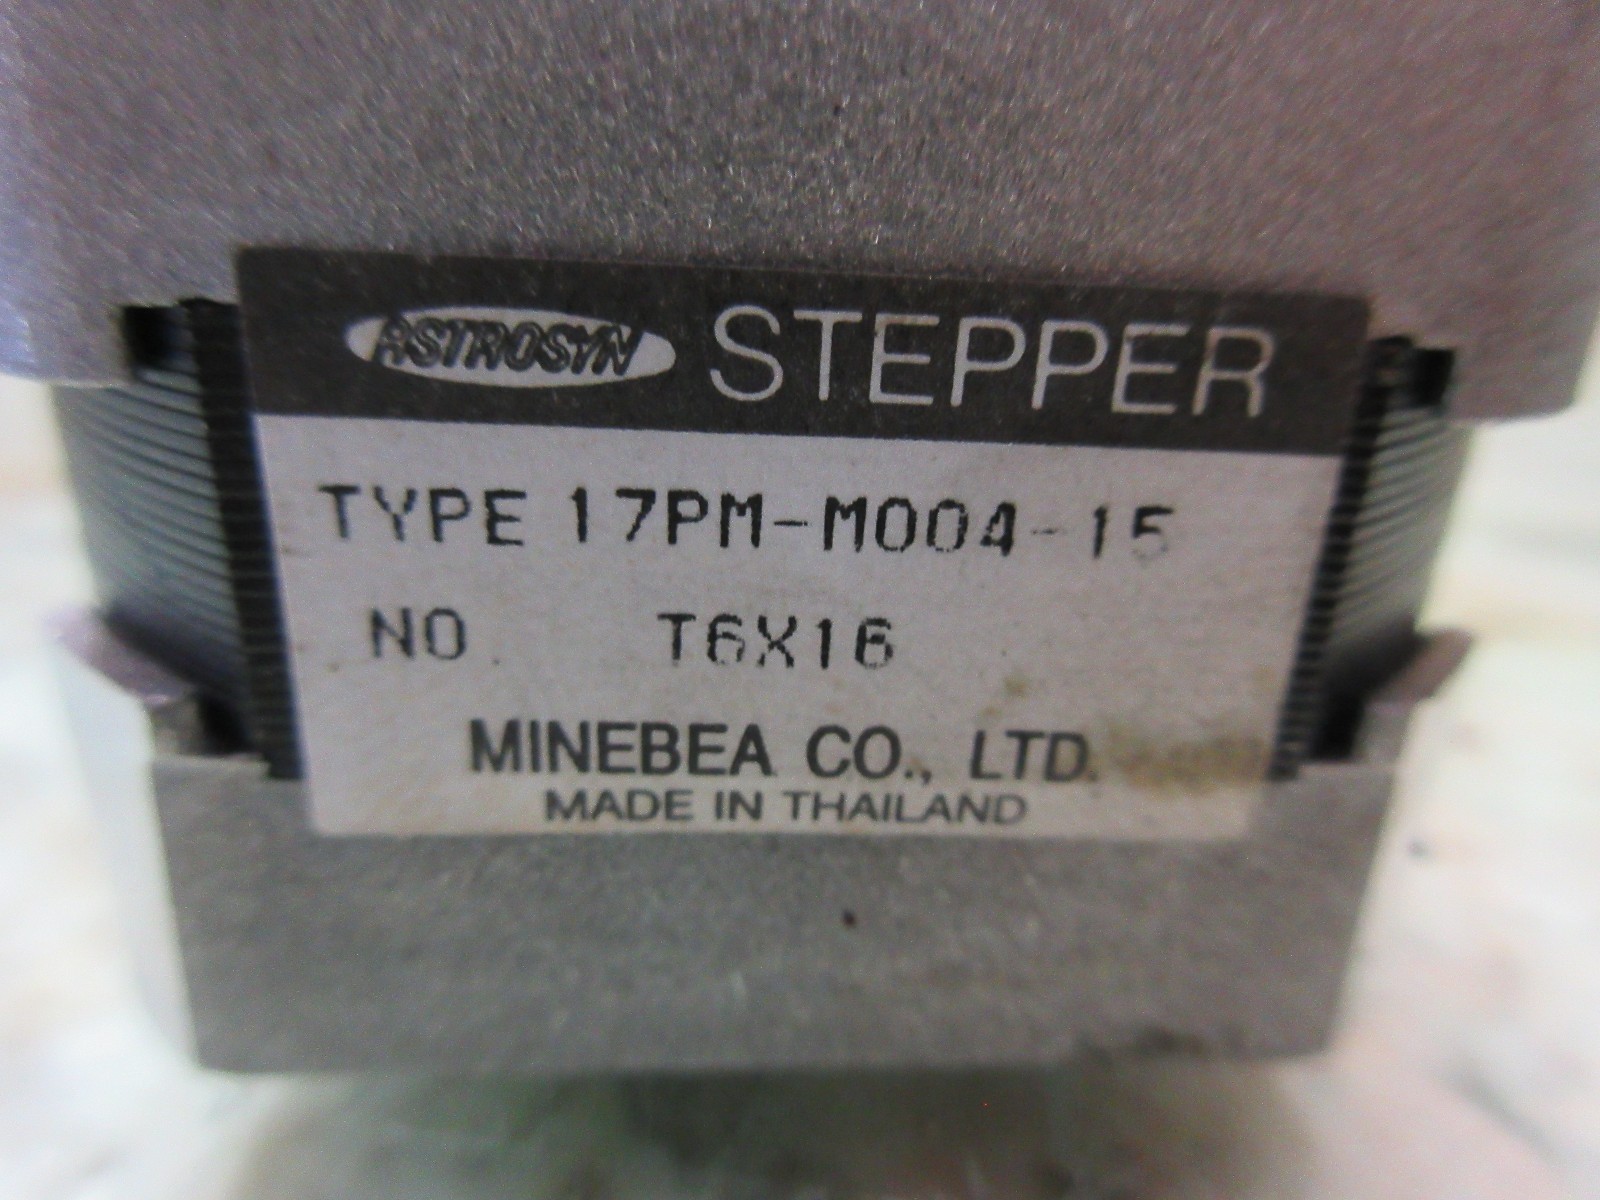 ASTROSYN STEPPER
TYPE 17PM-M004-15
NO. T6X16
MINEBEA CO., LTD.
MADE IN THAILAND